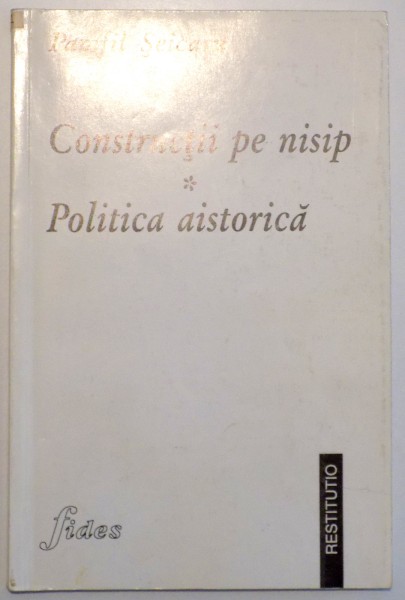 Pamfil Șeicaru
Construcții pe nisip
*
Politica aistorică
fides
RESTITUTIO